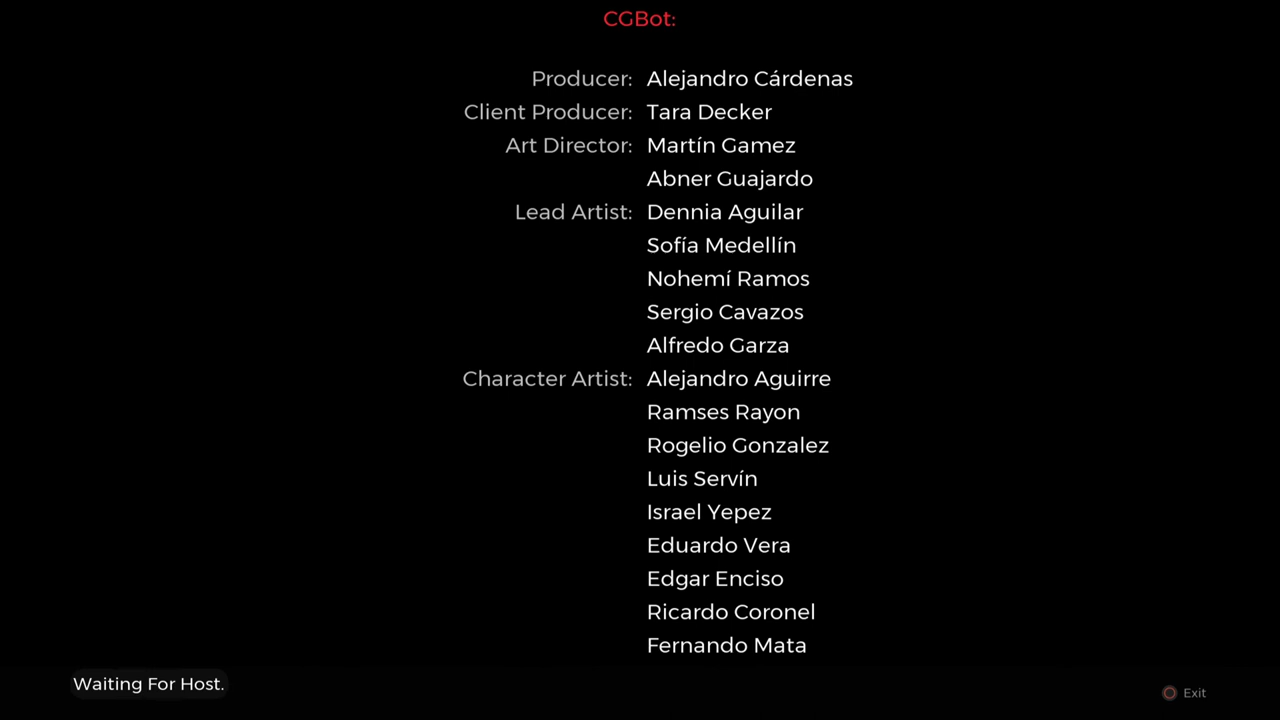 CGBot:
Producer: Alejandro Cárdenas
Client Producer: Tara Decker
Art Director: Martín Gamez
Abner Guajardo
Lead Artist: Dennia Aguilar
Sofía Medellín
Nohemí Ramos
Sergio Cavazos
Alfredo Garza
Character Artist: Alejandro Aguirre
Ramses Rayon
Rogelio Gonzalez
Luis Servín
Israel Yepez
Eduardo Vera
Edgar Enciso
Ricardo Coronel
Fernando Mata
Waiting For Host.
Exit